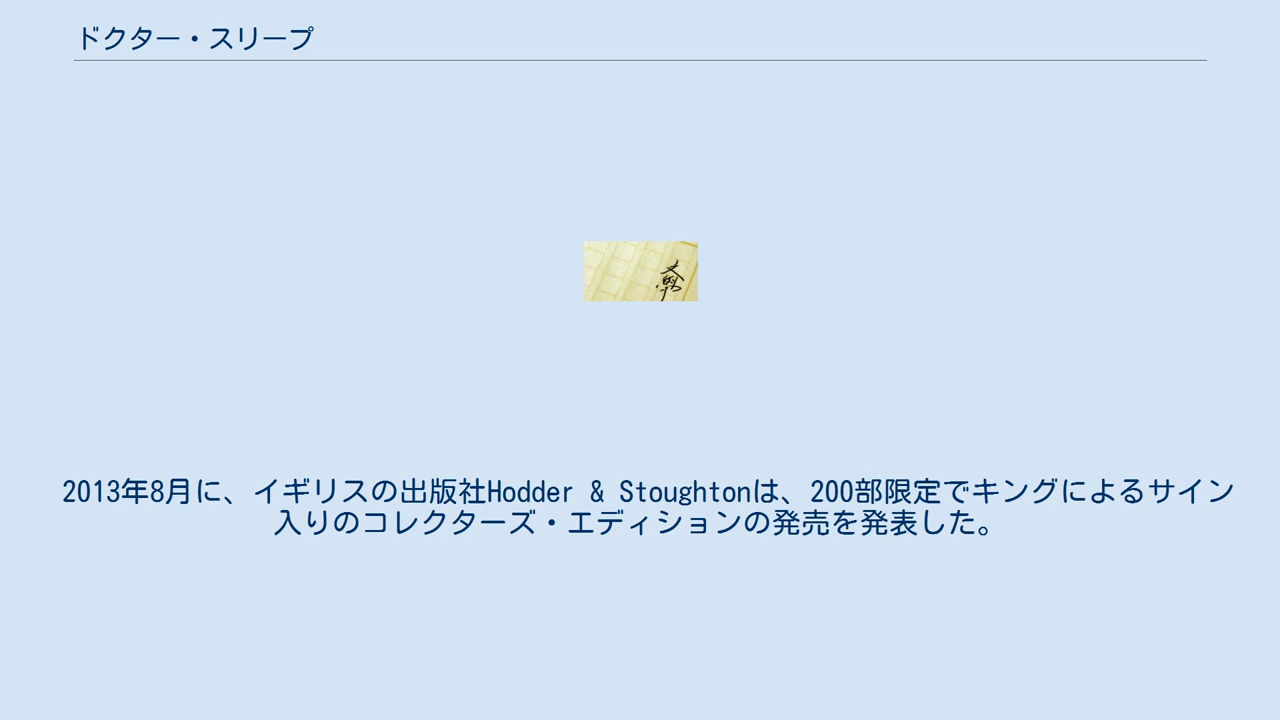 ドクター・スリープ
2013年8月に、イギリスの出版社Hodder & Stoughtonは、200部限定でキングによるサイン
入りのコレクターズ・エディションの発売を発表した。